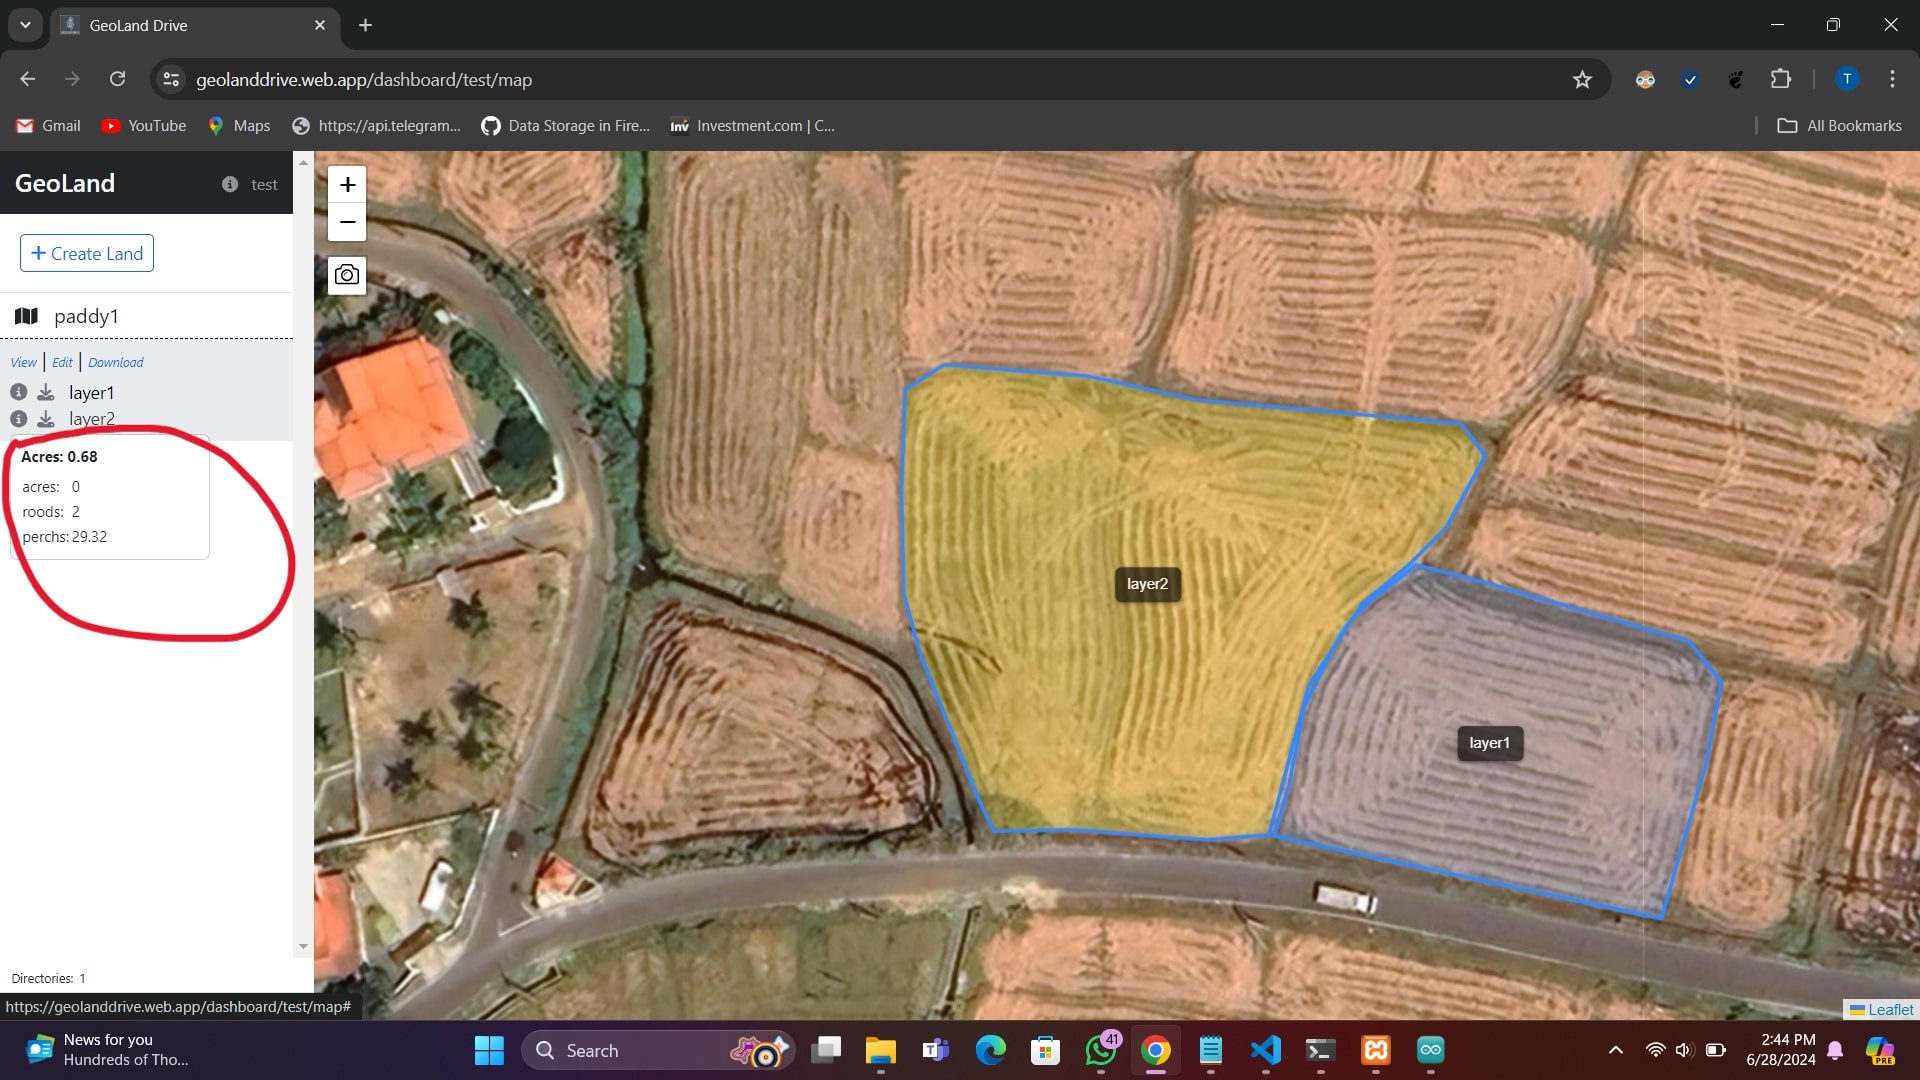 GeoLand Drive
geolanddrive.web.app/dashboard/test/map
Gmail
YouTube
Maps
https://api.telegram...
Data Storage in Fire...
Inv
Investment.com | C...
All Bookmarks
T
GeoLand
test
+ Create Land
paddy1
View | Edit | Download
layer1
layer2
Acres: 0.68
acres: 0
roods: 2
perchs: 29.32
+
−
layer2
layer1
Directories: 1
https://geolanddrive.web.app/dashboard/test/map#
Leaflet
News for you
Hundreds of Tho...
Search
41
2:44 PM
6/28/2024
PRE